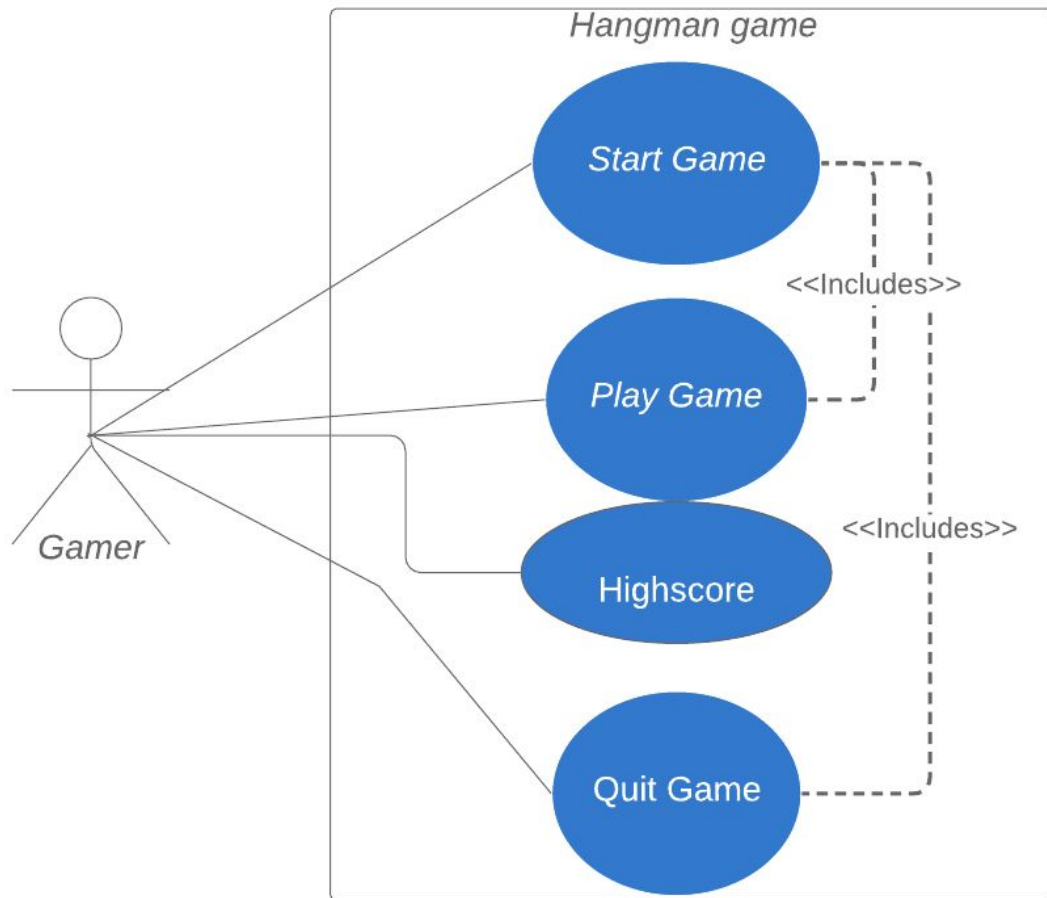 Hangman game
Start Game
<<Includes>>
Play Game
<<Includes>>
Gamer
Highscore
Quit Game